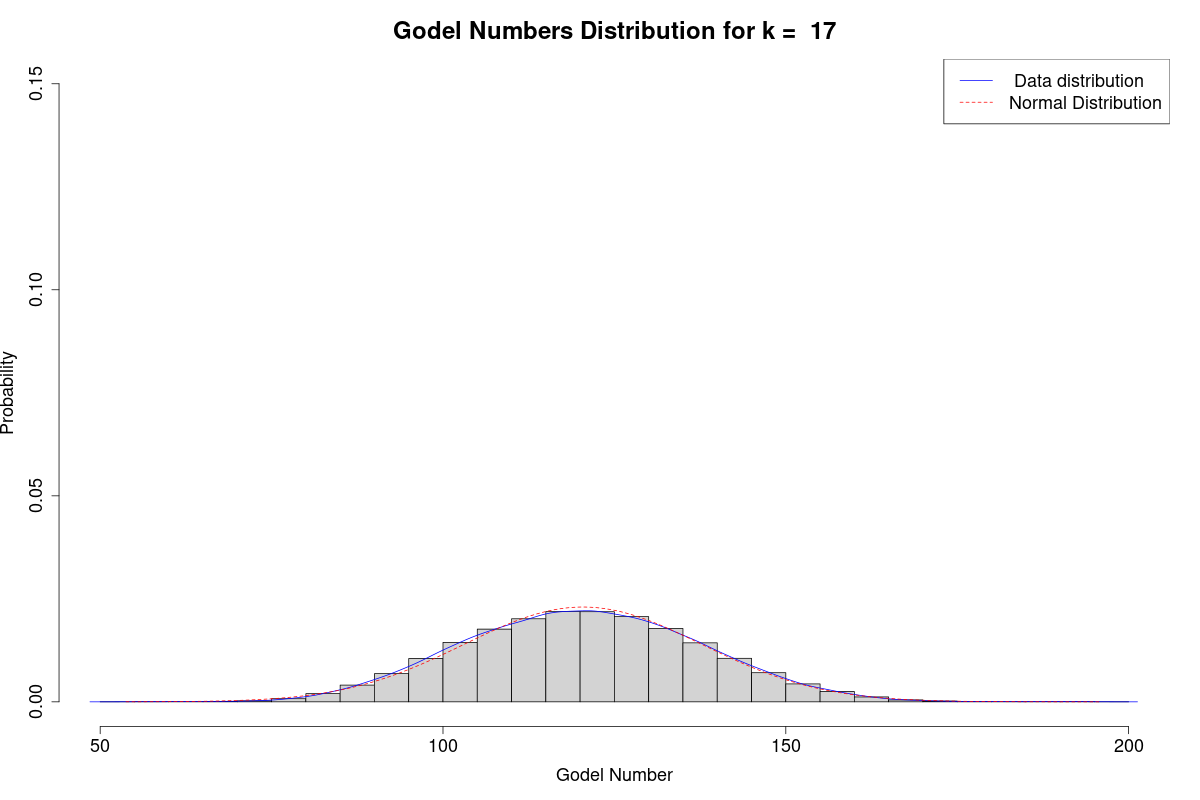 Godel Numbers Distribution for k =  17
Data distribution
Normal Distribution
0.15
0.10
0.05
0.00
Probability
50 100 150 200
Godel Number